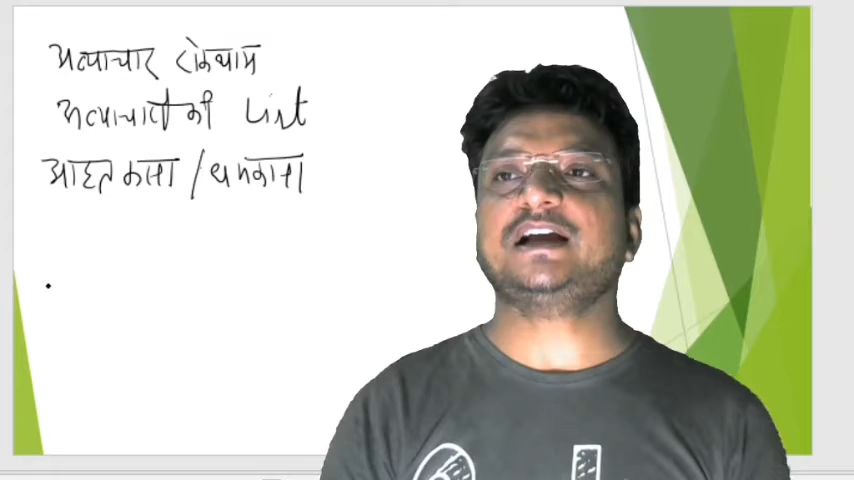 अत्याचार रोकथाम
अत्याचारों की List
आहत करना / धमकाना